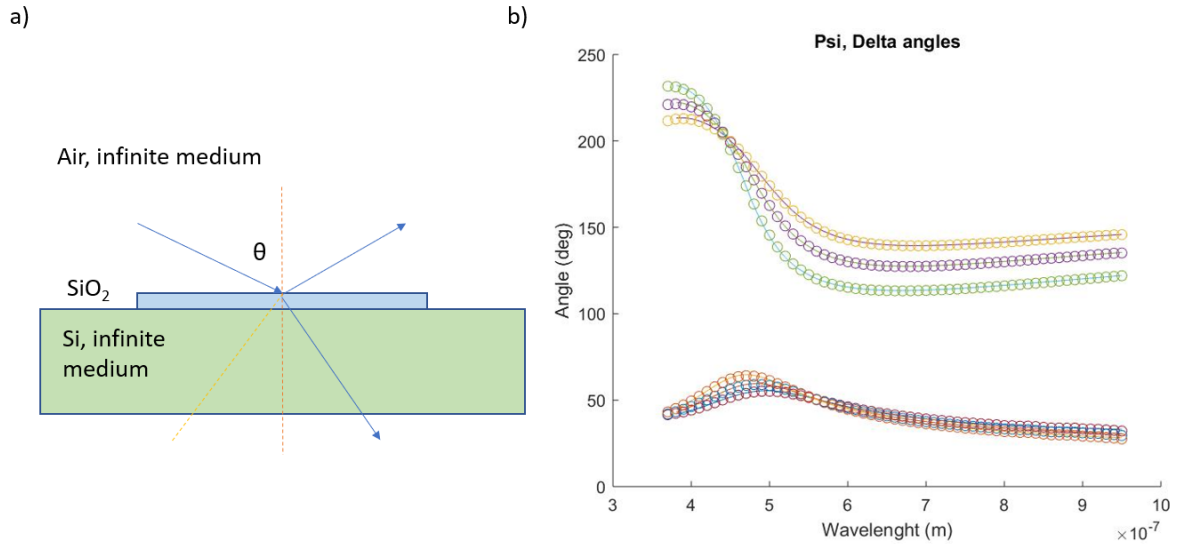 a)
Air, infinite medium
θ
SiO₂
Si, infinite
medium
b)
Psi, Delta angles
Angle (deg)
250
200
150
100
50
0
3 4 5 6 7 8 9 10
Wavelenght (m)
×10⁻⁷